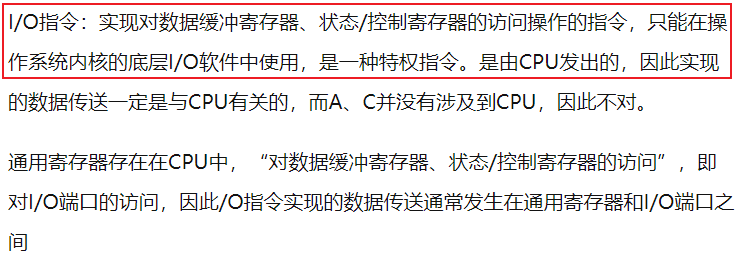 I/O指令：实现对数据缓冲寄存器、状态/控制寄存器的访问操作的指令，只能在操
作系统内核的底层I/O软件中使用，是一种特权指令。是由CPU发出的，因此实现
的数据传送一定是与CPU有关的，而A、C并没有涉及到CPU，因此不对。
通用寄存器存在在CPU中，“对数据缓冲寄存器、状态/控制寄存器的访问”，即
对I/O端口的访问，因此/O指令实现的数据传送通常发生在通用寄存器和I/O端口之
间